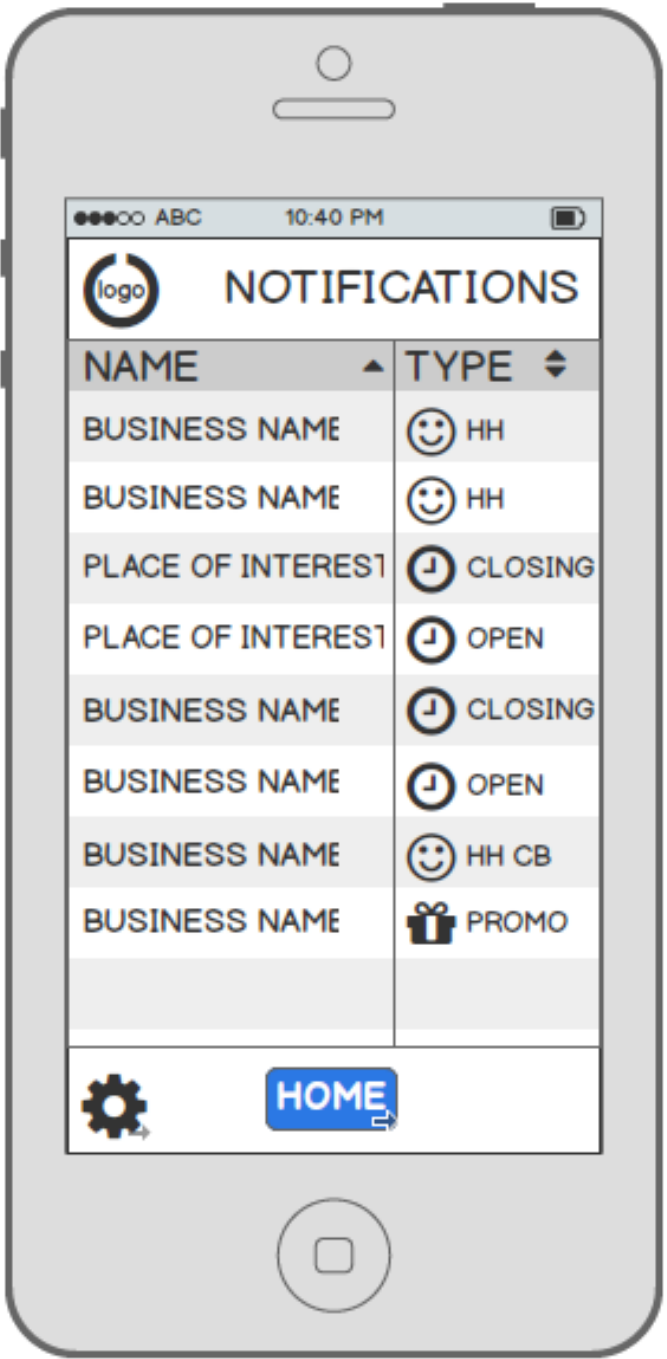 ABC 10:40 PM
logo NOTIFICATIONS
NAME TYPE
BUSINESS NAME HH
BUSINESS NAME HH
PLACE OF INTEREST CLOSING
PLACE OF INTEREST OPEN
BUSINESS NAME CLOSING
BUSINESS NAME OPEN
BUSINESS NAME HH CB
BUSINESS NAME PROMO
HOME